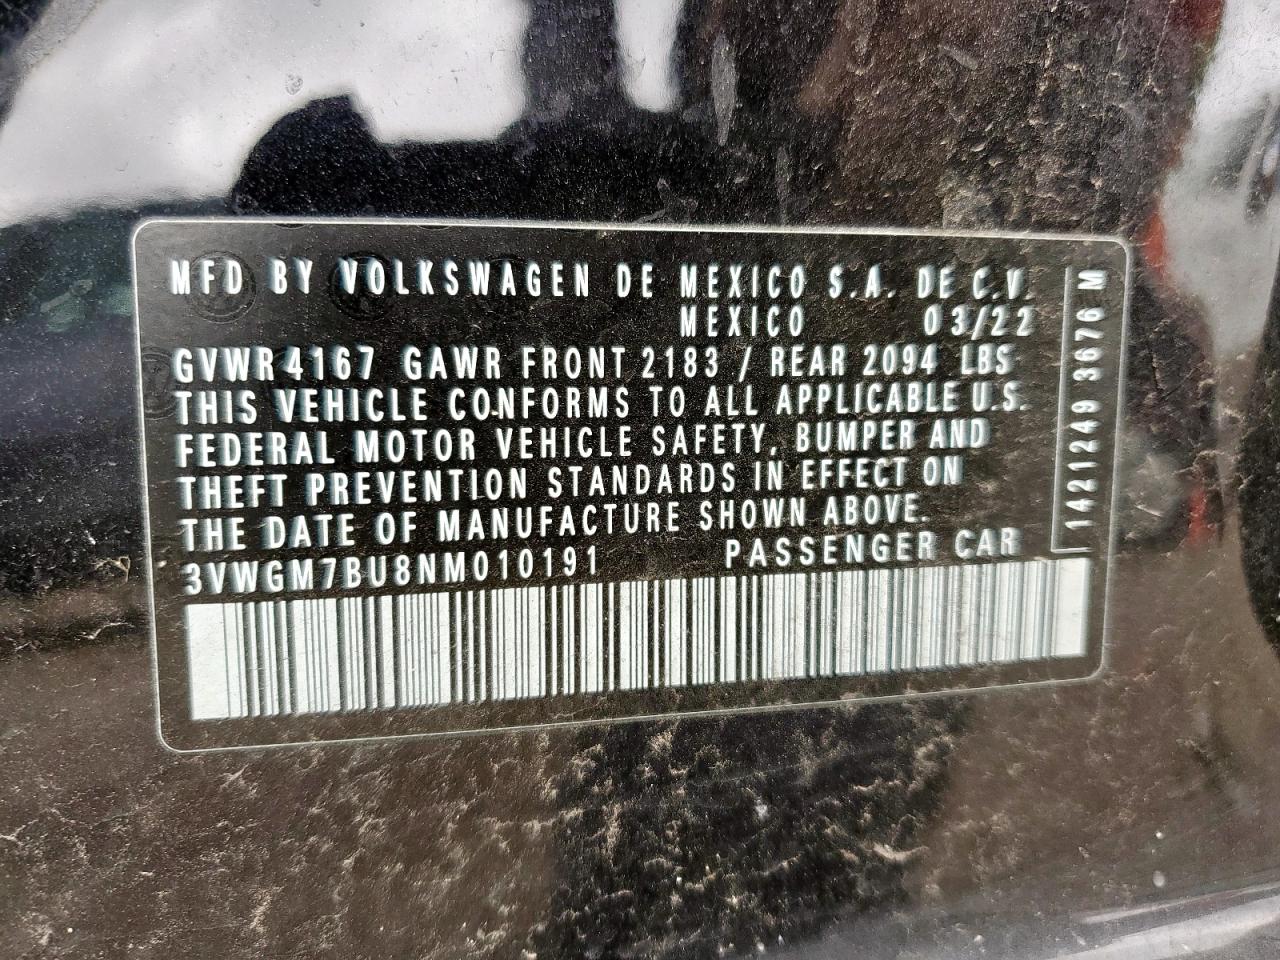 MFD BY VOLKSWAGEN DE MEXICO S.A. DE C.V.
MEXICO 03/22
GVWR 4167 GAWR FRONT 2183 / REAR 2094 LBS
THIS VEHICLE CONFORMS TO ALL APPLICABLE U.S.
FEDERAL MOTOR VEHICLE SAFETY, BUMPER AND
THEFT PREVENTION STANDARDS IN EFFECT ON
THE DATE OF MANUFACTURE SHOWN ABOVE.
3VWGM7BU8NM010191 PASSENGER CAR
1421249 3676 M